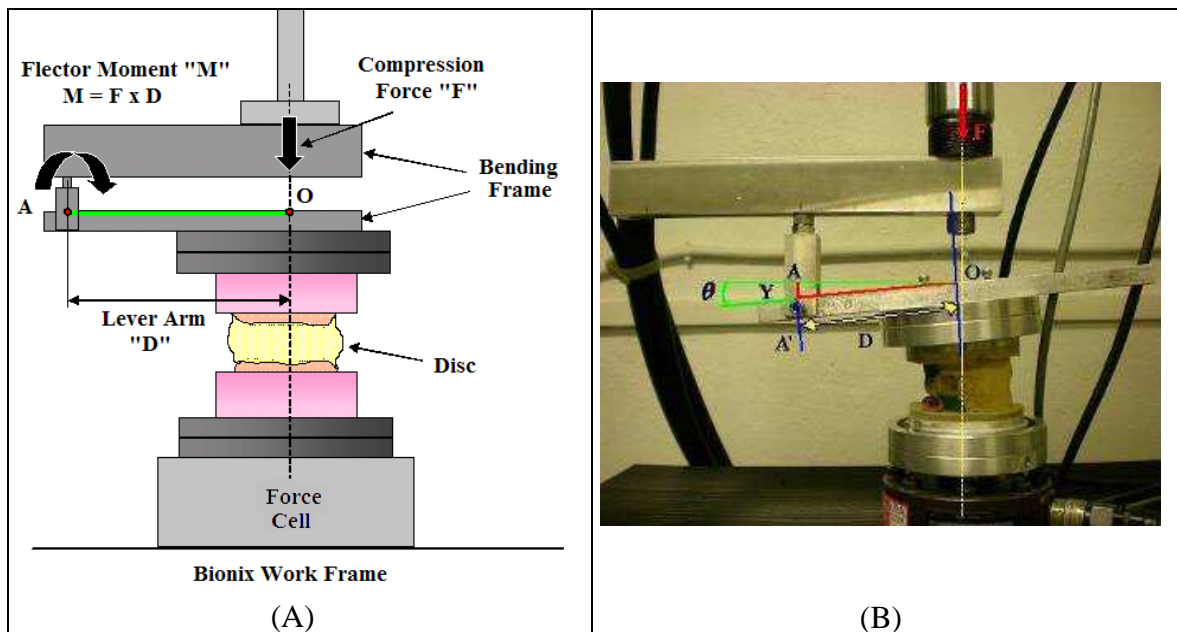 Flector Moment "M"
M = F x D
Compression
Force "F"
Bending
Frame
A
O
Lever Arm
"D"
Disc
Force
Cell
Bionix Work Frame
(A)
F
A
O
θ
Y
D
A'
(B)